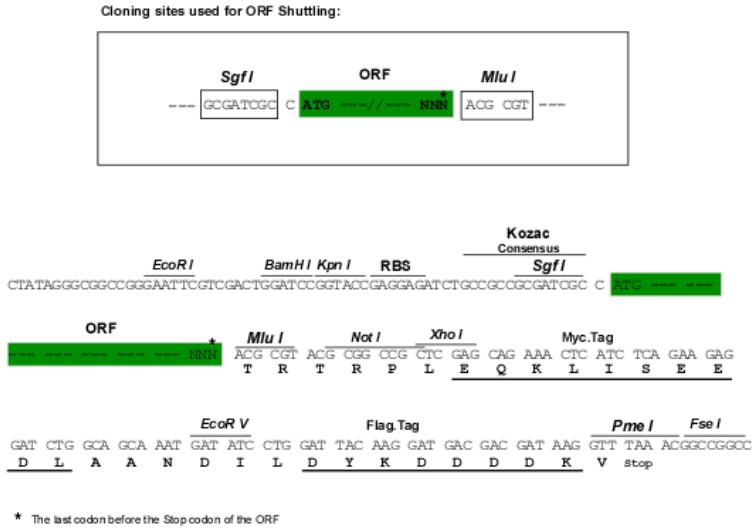 Cloning sites used for ORF Shuttling:
Sgf I ORF Mlu I
--- GCGATCGC C ATG ---//--- NNN* ACG CGT ---
Kozac
Consensus
EcoR I BamH I Kpn I RBS Sgf I
CTATAGGGCGGCCGGGAATTCGTCGACTGGATCCGGTACCGAGGAGATCTGCCGCCGCGATCGC C ATG --- ---
ORF Mlu I Not I Xho I Myc.Tag
--- --- --- --- --- NNN* ACG CGT ACG CGG CCG CTC GAG CAG AAA CTC ATC TCA GAA GAG
T R T R P L E Q K L I S E E
EcoR V Flag.Tag Pme I Fse I
GAT CTG GCA GCA AAT GAT ATC CTG GAT TAC AAG GAT GAC GAC GAT AAG GTT TAA ACGGCCGGCC
D L A A N D I L D Y K D D D D K V Stop
* The last codon before the Stop codon of the ORF